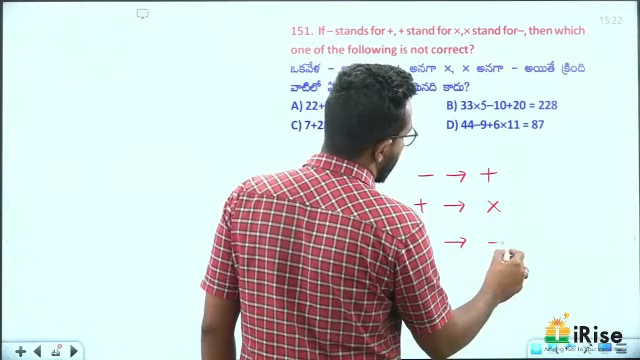 15:22
151. If – stands for +, + stand for ×,× stand for–, then which
one of the following is not correct?
ఒకవేళ – అనగా ×, × అనగా – అయితే క్రింది
వాటిలో కాదు?
A) 22+ B) 33×5–10+20 = 228
C) 7+2 D) 44–9+6×11 = 87
– → +
+ → ×
→ –
iRise